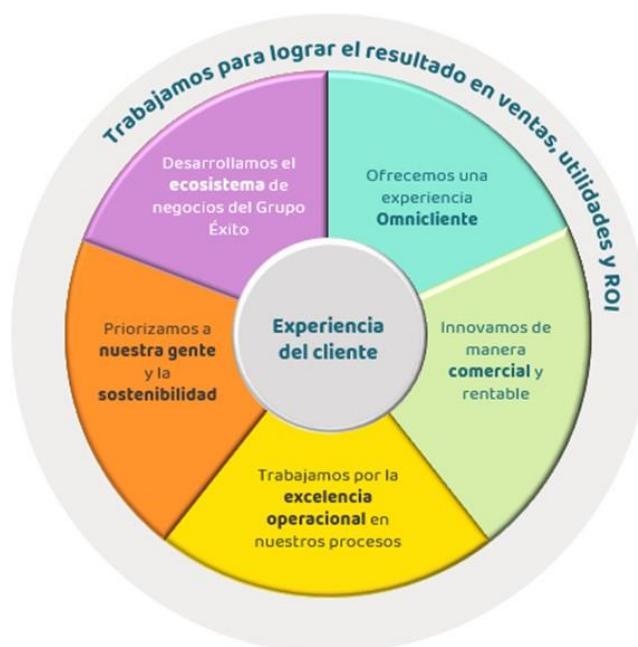 Trabajamos para lograr el resultado en ventas, utilidades y ROI
Desarrollamos el
ecosistema de
negocios del Grupo
Éxito
Ofrecemos una
experiencia
Omnicliente
Priorizamos a
nuestra gente
y la
sostenibilidad
Experiencia
del cliente
Innovamos de
manera
comercial y
rentable
Trabajamos por la
excelencia
operacional en
nuestros procesos